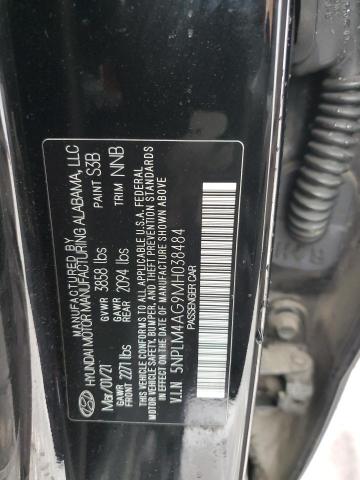 MANUFACTURED BY
HYUNDAI MOTOR MANUFACTURING ALABAMA, LLC
Mar/01/21 GVWR 3858 lbs PAINT S3B
GAWR FRONT 2271 lbs GAWR REAR 2094 lbs TRIM NNB
THIS VEHICLE CONFORMS TO ALL APPLICABLE U.S.A. FEDERAL
MOTOR VEHICLE SAFETY, BUMPER, AND THEFT PREVENTION
STANDARDS IN EFFECT ON THE DATE OF MANUFACTURE SHOWN ABOVE
V.I.N 5NPLM4AG9MH038484
PASSENGER CAR